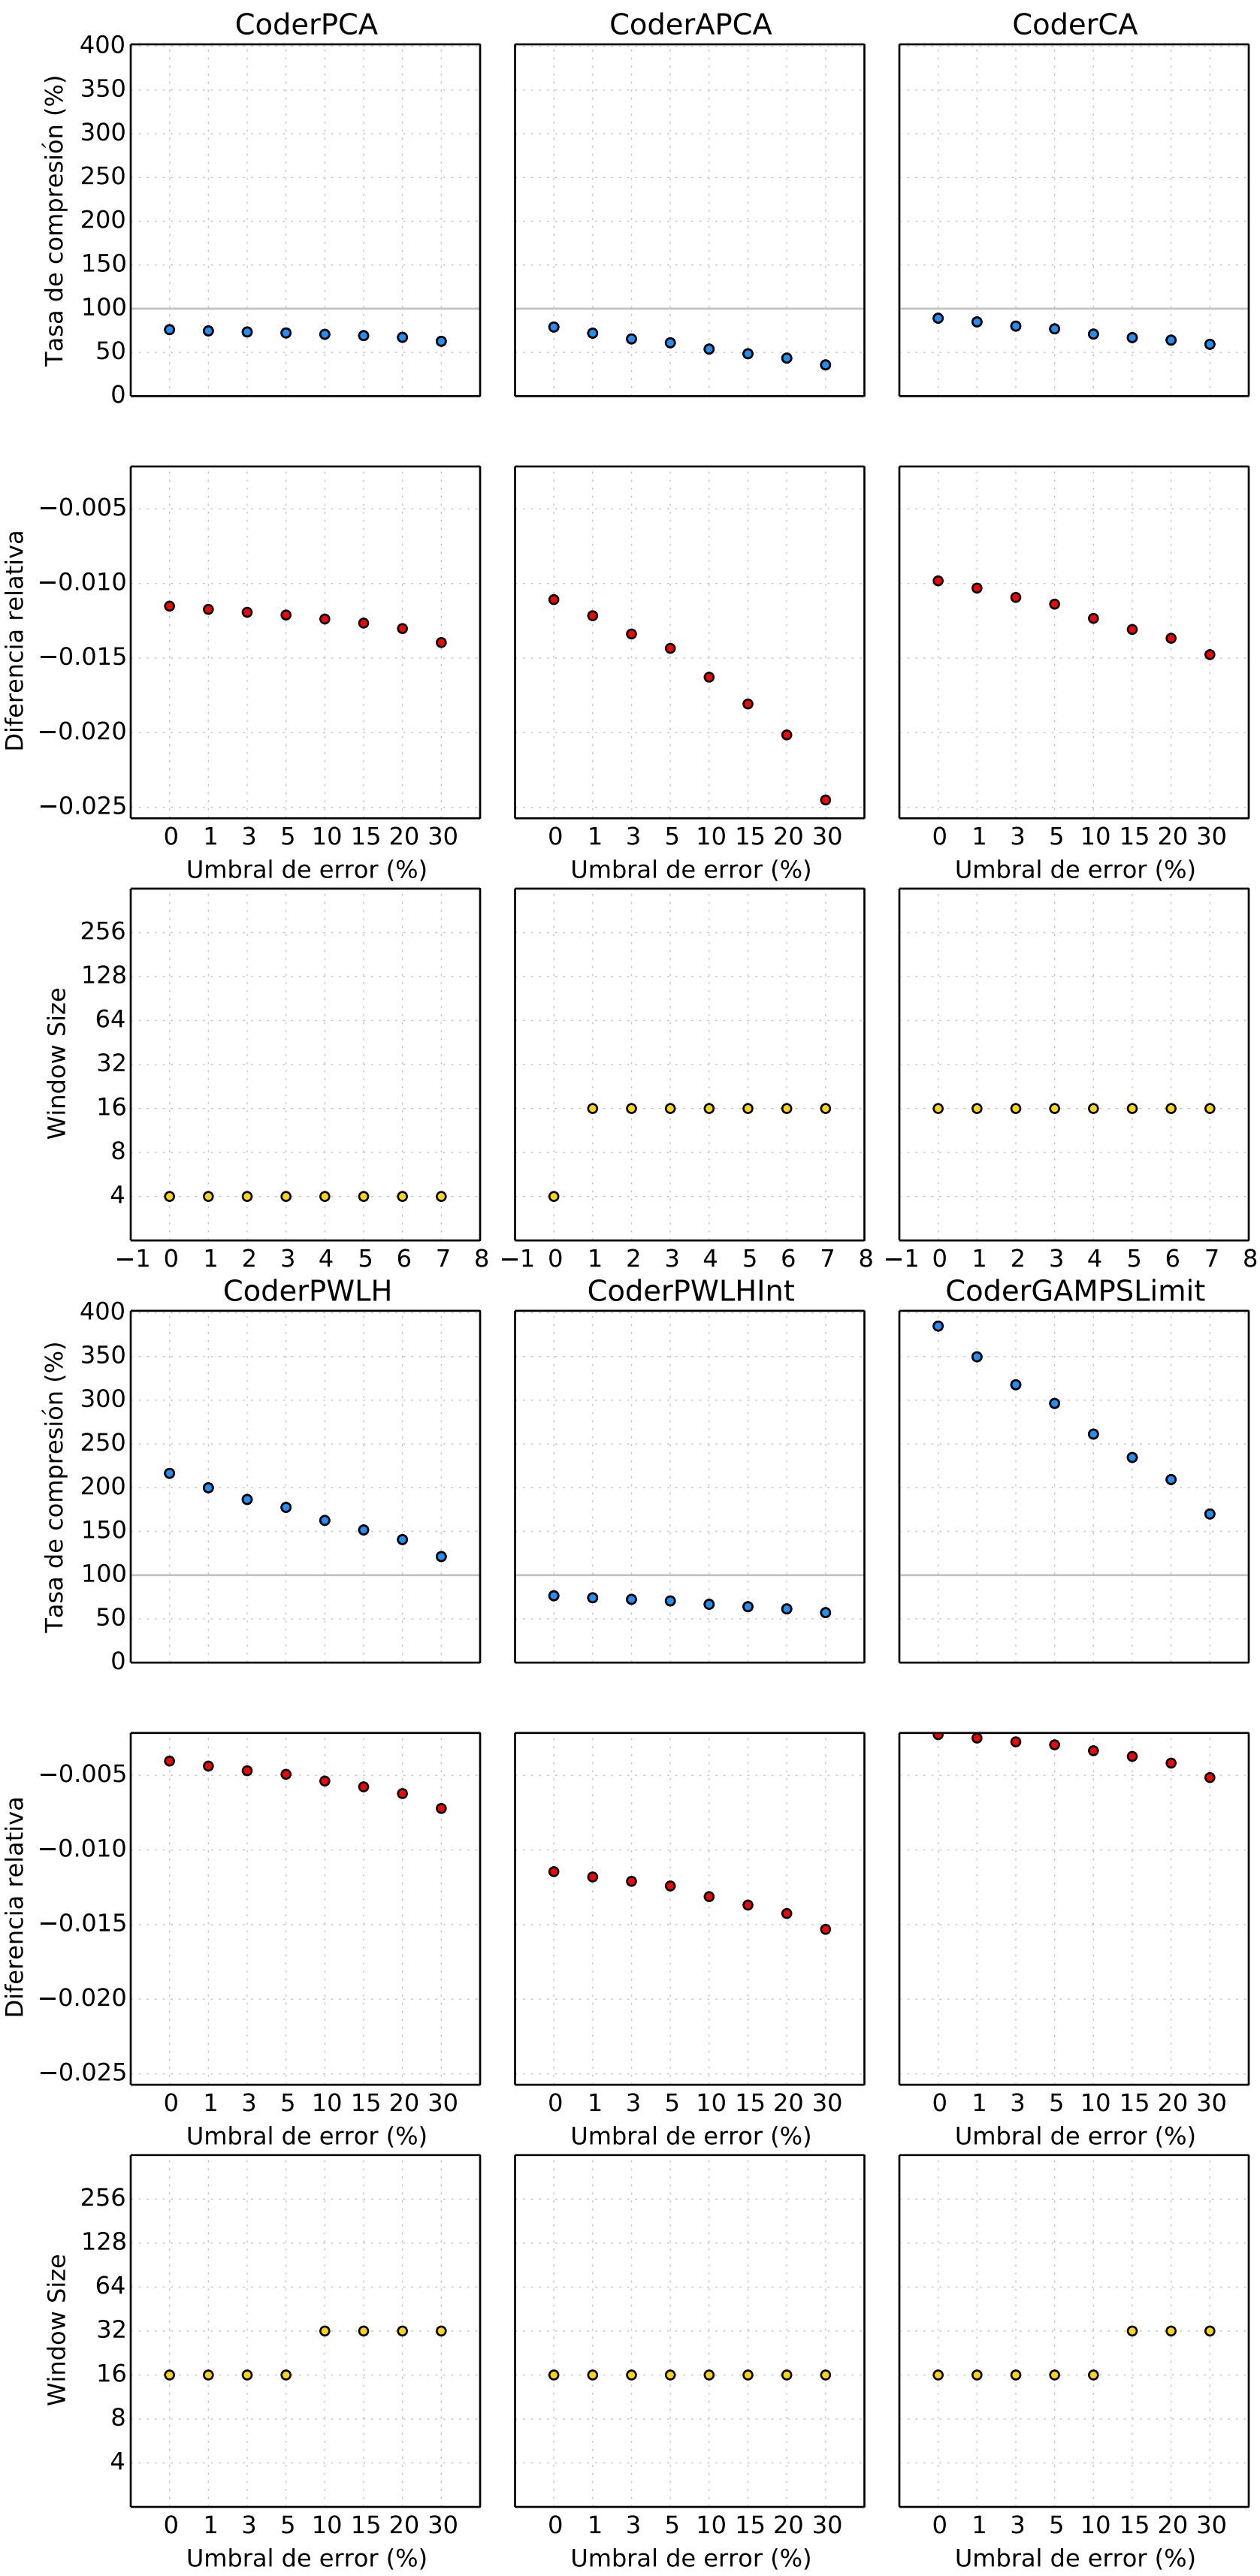 CoderPCA CoderAPCA CoderCA
Tasa de compresión (%)
400
350
300
250
200
150
100
50
0
Diferencia relativa
−0.005
−0.010
−0.015
−0.020
−0.025
0 1 3 5 10 15 20 30 0 1 3 5 10 15 20 30 0 1 3 5 10 15 20 30
Umbral de error (%) Umbral de error (%) Umbral de error (%)
Window Size
256
128
64
32
16
8
4
−1 0 1 2 3 4 5 6 7 8 −1 0 1 2 3 4 5 6 7 8 −1 0 1 2 3 4 5 6 7 8
CoderPWLH CoderPWLHInt CoderGAMPSLimit
Tasa de compresión (%)
400
350
300
250
200
150
100
50
0
Diferencia relativa
−0.005
−0.010
−0.015
−0.020
−0.025
0 1 3 5 10 15 20 30 0 1 3 5 10 15 20 30 0 1 3 5 10 15 20 30
Umbral de error (%) Umbral de error (%) Umbral de error (%)
Window Size
256
128
64
32
16
8
4
0 1 3 5 10 15 20 30 0 1 3 5 10 15 20 30 0 1 3 5 10 15 20 30
Umbral de error (%) Umbral de error (%) Umbral de error (%)